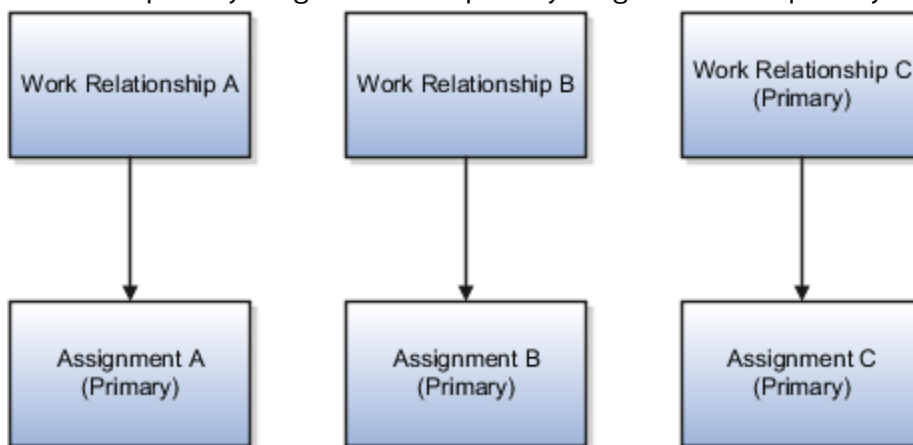 Work Relationship A
Work Relationship B
Work Relationship C
(Primary)
Assignment A
(Primary)
Assignment B
(Primary)
Assignment C
(Primary)